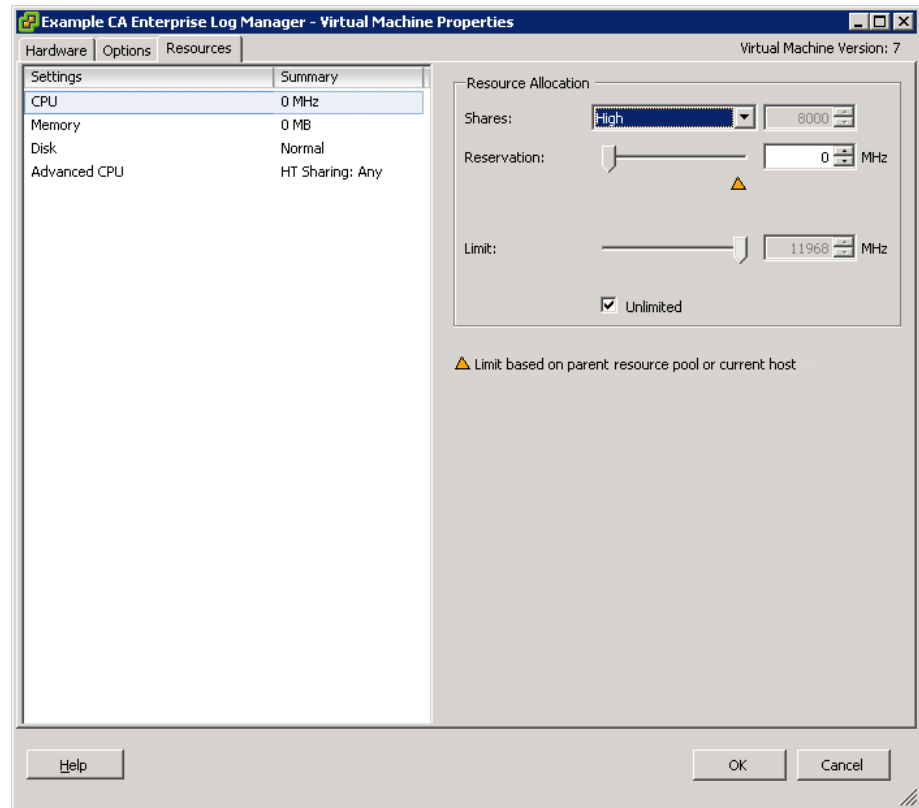 Example CA Enterprise Log Manager - Virtual Machine Properties
Hardware Options Resources Virtual Machine Version: 7
Settings Summary
CPU 0 MHz
Memory 0 MB
Disk Normal
Advanced CPU HT Sharing: Any
Resource Allocation
Shares: High 8000
Reservation: 0 MHz
Limit: 11968 MHz
Unlimited
Limit based on parent resource pool or current host
Help OK Cancel